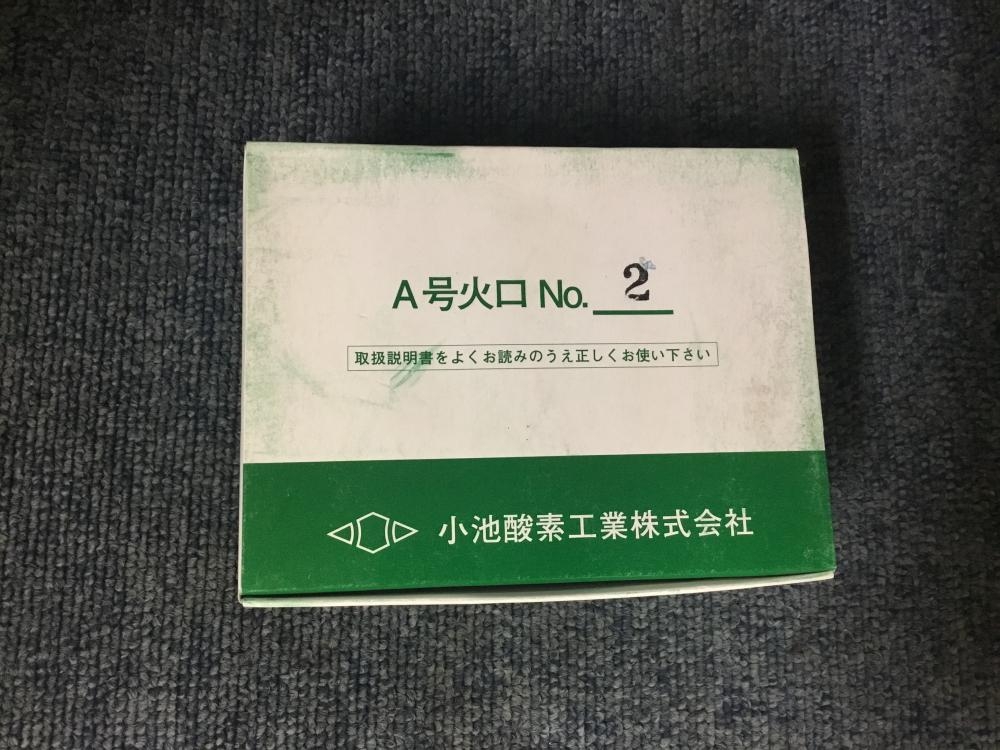 A号火口 No. 2
取扱説明書をよくお読みのうえ正しくお使い下さい
小池酸素工業株式会社